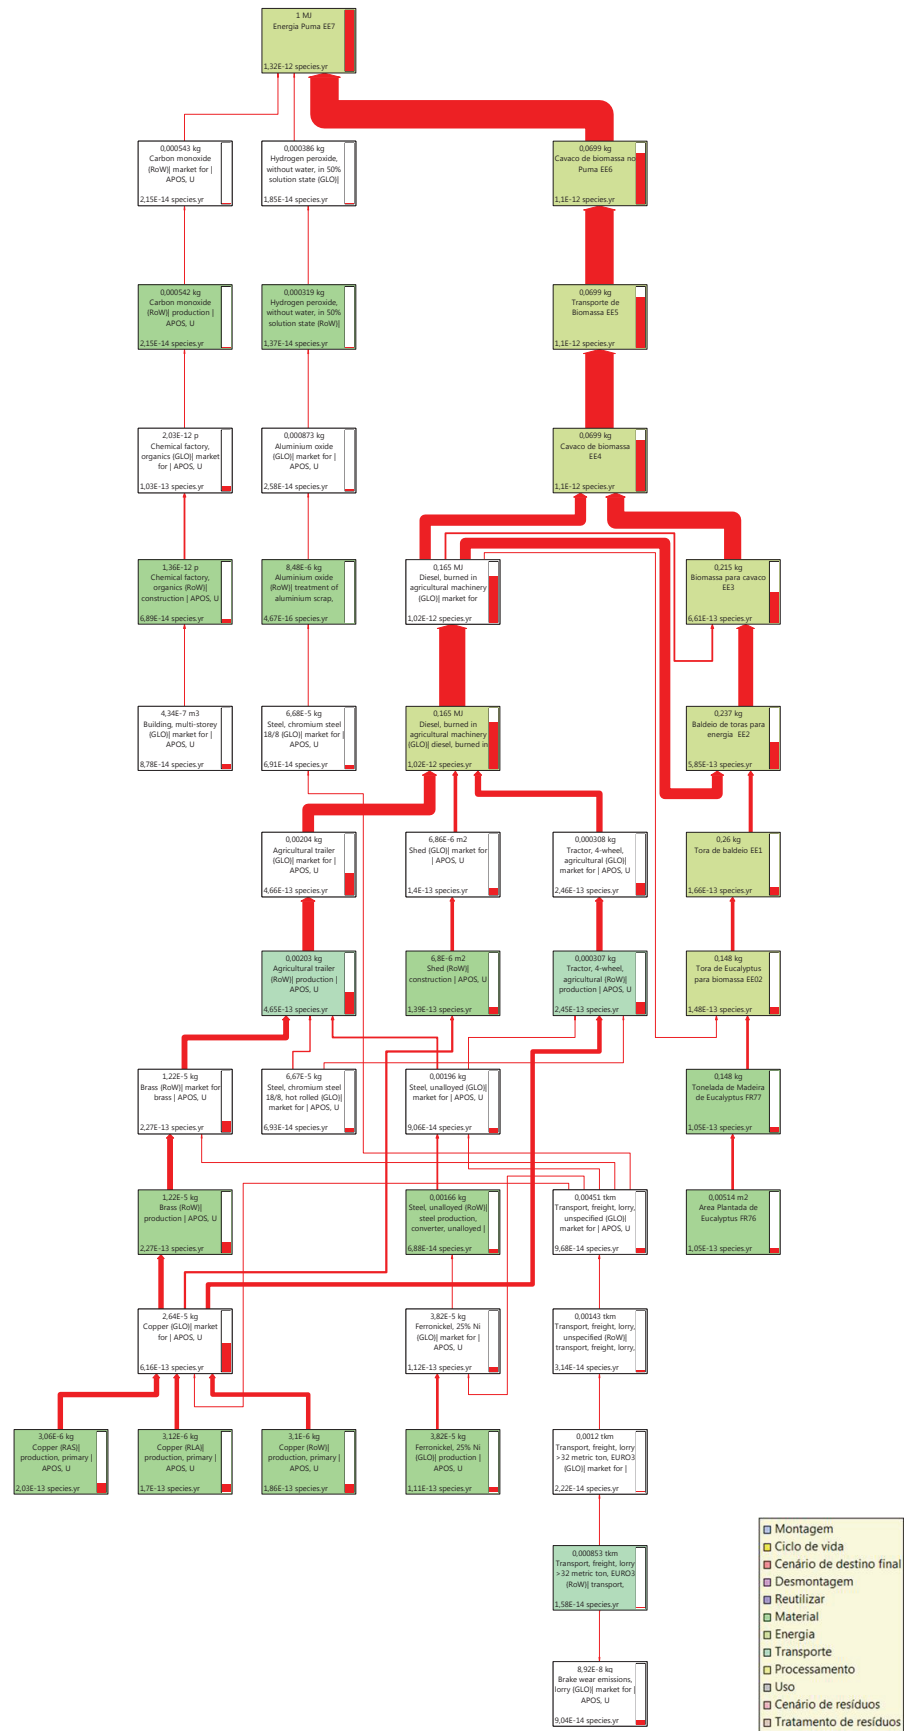 1 MJ
Energia Puma EE7
1,32E-12 species.yr
0,000543 kg
Carbon monoxide
(RoW)| market for |
APOS, U
2,15E-14 species.yr
0,000386 kg
Hydrogen peroxide,
without water, in 50%
solution state (GLO)|
1,85E-14 species.yr
0,0699 kg
Cavaco de biomassa no
Puma EE6
1,1E-12 species.yr
0,000542 kg
Carbon monoxide
(RoW)| production |
APOS, U
2,15E-14 species.yr
0,000319 kg
Hydrogen peroxide,
without water, in 50%
solution state (RoW)|
1,37E-14 species.yr
0,0699 kg
Transporte de
Biomassa EE5
1,1E-12 species.yr
2,03E-12 p
Chemical factory,
organics (GLO)| market
for | APOS, U
1,03E-13 species.yr
0,000873 kg
Aluminium oxide
(GLO)| market for |
APOS, U
2,58E-14 species.yr
0,0699 kg
Cavaco de biomassa
EE4
1,1E-12 species.yr
1,36E-12 p
Chemical factory,
organics (RoW)|
construction | APOS, U
6,89E-14 species.yr
8,48E-6 kg
Aluminium oxide
(RoW)| treatment of
aluminium scrap,
4,67E-16 species.yr
0,165 MJ
Diesel, burned in
agricultural machinery
(GLO)| market for
1,02E-12 species.yr
0,215 kg
Biomassa para cavaco
EE3
6,61E-13 species.yr
4,34E-7 m3
Building, multi-storey
(GLO)| market for |
APOS, U
8,78E-14 species.yr
6,68E-5 kg
Steel, chromium steel
18/8 (GLO)| market for |
APOS, U
6,91E-14 species.yr
0,165 MJ
Diesel, burned in
agricultural machinery
(GLO)| diesel, burned in
1,02E-12 species.yr
0,237 kg
Baldeio de toras para
energia EE2
5,85E-13 species.yr
0,00204 kg
Agricultural trailer
(GLO)| market for |
APOS, U
4,66E-13 species.yr
6,86E-6 m2
Shed (GLO)| market for
| APOS, U
1,4E-13 species.yr
0,000308 kg
Tractor, 4-wheel,
agricultural (GLO)|
market for | APOS, U
2,46E-13 species.yr
0,26 kg
Tora de baldeio EE1
1,66E-13 species.yr
0,00203 kg
Agricultural trailer
(RoW)| production |
APOS, U
4,65E-13 species.yr
6,8E-6 m2
Shed (RoW)|
construction | APOS, U
1,39E-13 species.yr
0,000307 kg
Tractor, 4-wheel,
agricultural (RoW)|
production | APOS, U
2,45E-13 species.yr
0,148 kg
Tora de Eucalyptus
para biomassa EE02
1,48E-13 species.yr
1,22E-5 kg
Brass (RoW)| market for
brass | APOS, U
2,27E-13 species.yr
6,67E-5 kg
Steel, chromium steel
18/8, hot rolled (GLO)|
market for | APOS, U
6,93E-14 species.yr
0,00196 kg
Steel, unalloyed (GLO)|
market for | APOS, U
9,06E-14 species.yr
0,148 kg
Tonelada de Madeira
de Eucalyptus FR77
1,05E-13 species.yr
1,22E-5 kg
Brass (RoW)|
production | APOS, U
2,27E-13 species.yr
0,00166 kg
Steel, unalloyed (RoW)|
steel production,
converter, unalloyed |
6,88E-14 species.yr
0,00451 tkm
Transport, freight, lorry,
unspecified (GLO)|
market for | APOS, U
9,68E-14 species.yr
0,00514 m2
Area Plantada de
Eucalyptus FR76
1,05E-13 species.yr
2,64E-5 kg
Copper (GLO)| market
for | APOS, U
6,16E-13 species.yr
3,82E-5 kg
Ferronickel, 25% Ni
(GLO)| market for |
APOS, U
1,12E-13 species.yr
0,00143 tkm
Transport, freight, lorry,
unspecified (RoW)|
transport, freight, lorry,
3,14E-14 species.yr
3,06E-6 kg
Copper (RAS)|
production, primary |
APOS, U
2,03E-13 species.yr
3,12E-6 kg
Copper (RLA)|
production, primary |
APOS, U
1,7E-13 species.yr
3,1E-6 kg
Copper (RoW)|
production, primary |
APOS, U
1,86E-13 species.yr
3,82E-5 kg
Ferronickel, 25% Ni
(GLO)| production |
APOS, U
1,11E-13 species.yr
0,0012 tkm
Transport, freight, lorry
>32 metric ton, EURO3
(GLO)| market for |
2,22E-14 species.yr
0,000853 tkm
Transport, freight, lorry
>32 metric ton, EURO3
(RoW)| transport,
1,58E-14 species.yr
8,92E-8 kg
Brake wear emissions,
lorry (GLO)| market for |
APOS, U
9,04E-14 species.yr
Montagem
Ciclo de vida
Cenário de destino final
Desmontagem
Reutilizar
Material
Energia
Transporte
Processamento
Uso
Cenário de resíduos
Tratamento de resíduos